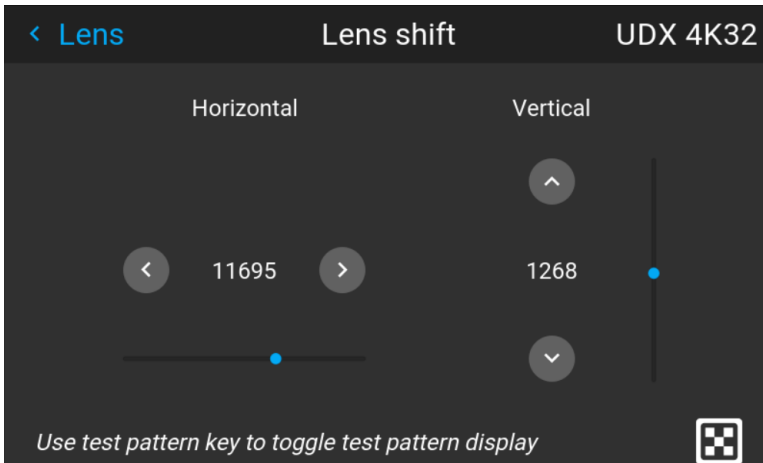 Lens Lens shift UDX 4K32
Horizontal Vertical
11695 1268
Use test pattern key to toggle test pattern display